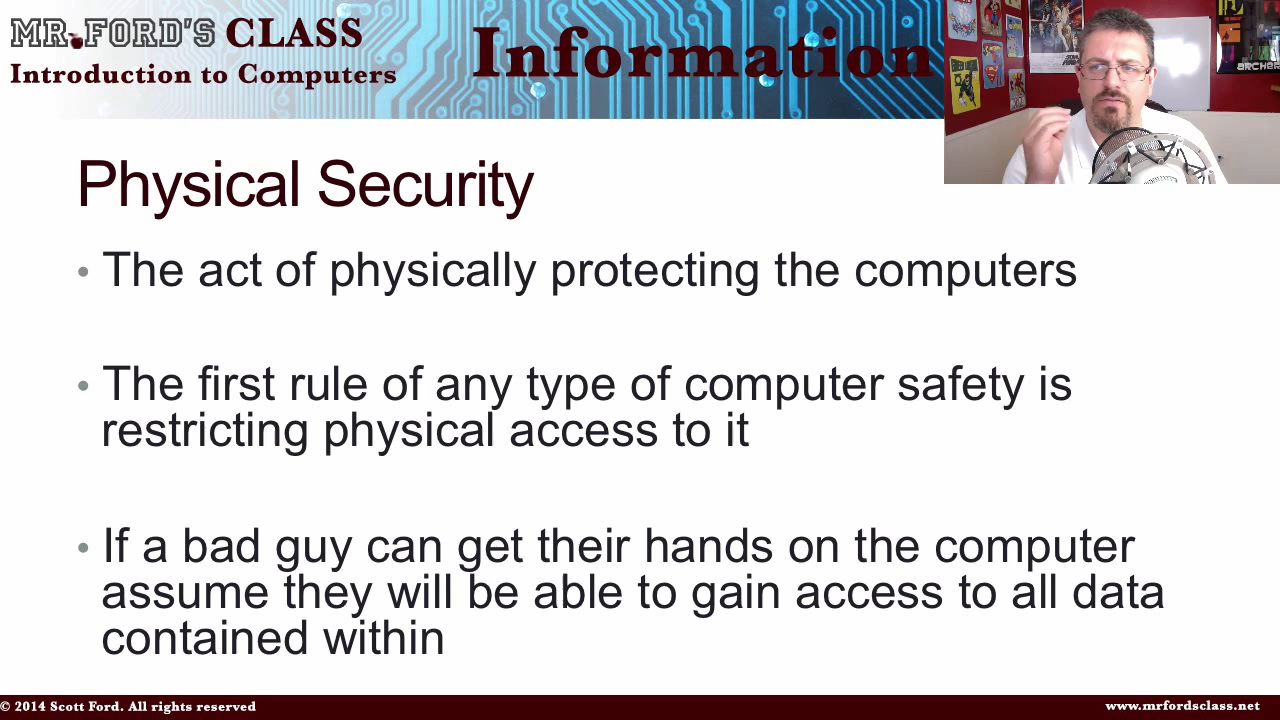 MR. FORD'S CLASS
Introduction to Computers
Information
ARCHER
Physical Security
• The act of physically protecting the computers
• The first rule of any type of computer safety is
restricting physical access to it
• If a bad guy can get their hands on the computer
assume they will be able to gain access to all data
contained within
© 2014 Scott Ford. All rights reserved
www.mrfordsclass.net